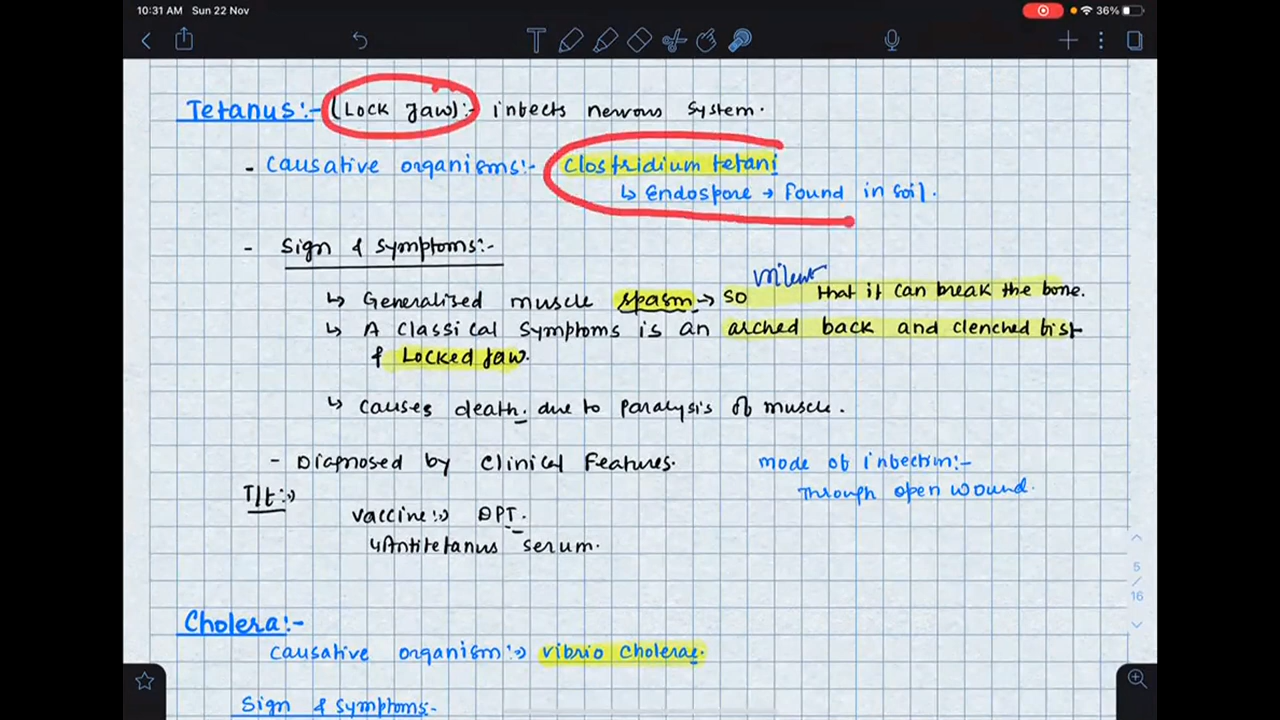 10:31 AM Sun 22 Nov
36%
Tetanus:- (Lock Jaw):- infects nervous system.
- Causative organisms:- Clostridium tetani
↳ Endospore → Found in soil.
- Sign & symptoms:-
↳ Generalised muscle spasm → so violent that it can break the bone.
↳ A Classical symptoms is an arched back and clenched fist
& Locked Jaw.
↳ Causes death. due to paralysis of muscle.
- Diagnosed by Clinical Features.
mode of infection:-
Through open wound.
T/t:→
vaccine:→ DPT.
↳Antitetanus serum.
5
/
16
Cholera:-
Causative organism:→ vibrio Cholerae.
Sign & symptoms:-